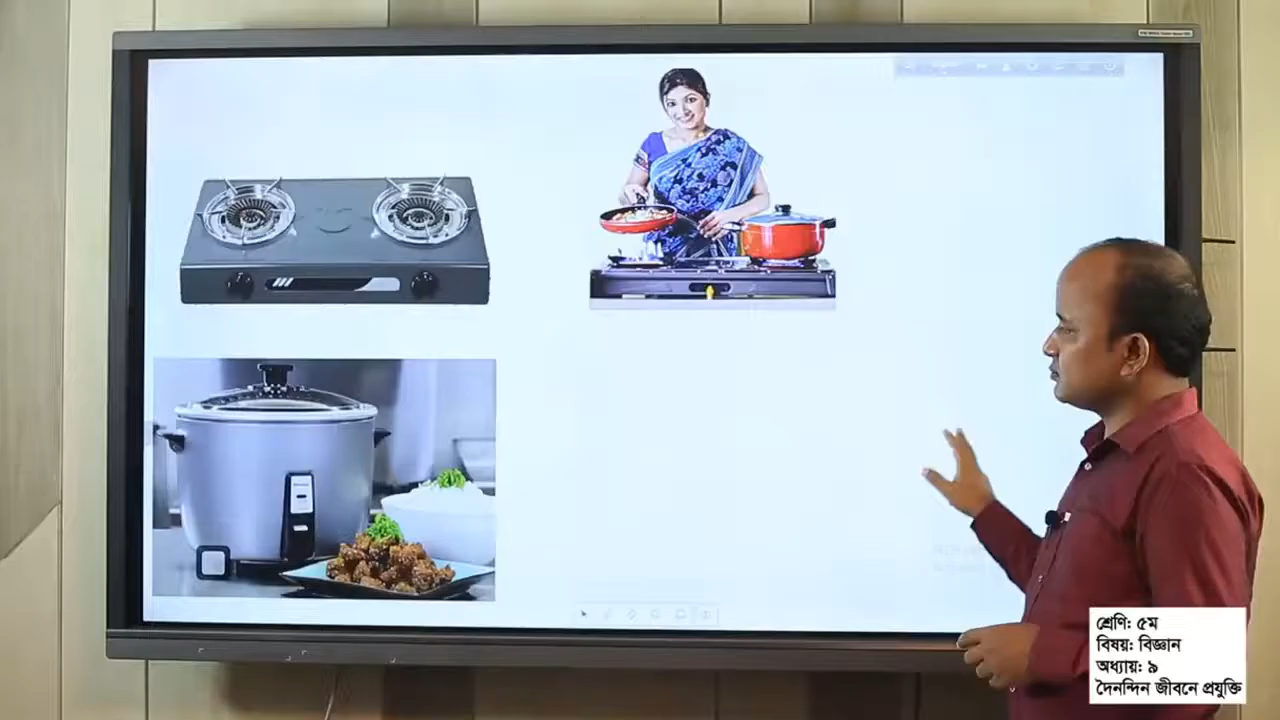 শ্রেণি: ৫ম
বিষয়: বিজ্ঞান
অধ্যায়: ৯
দৈনন্দিন জীবনে প্রযুক্তি